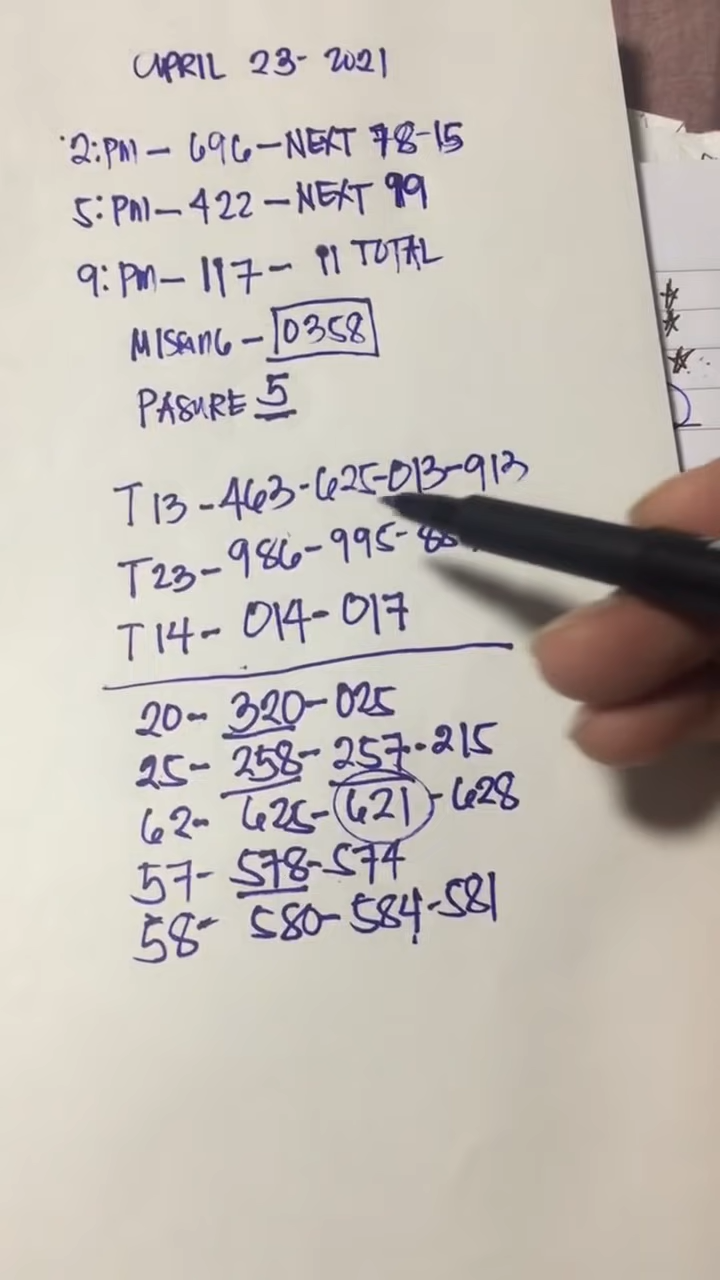 APRIL 23- 2021
2:PM- 696-NEXT 78-15
5:PM-422-NEXT 99
9:PM-117- 11 TOTAL
MISSANG- 0358
PASURE 5
T13-463-625-013-913
T23-986-995-
T14- 014-017
20- 320-025
25- 258-257-215
62- 625-621-628
57- 578-574
58- 580-584-581